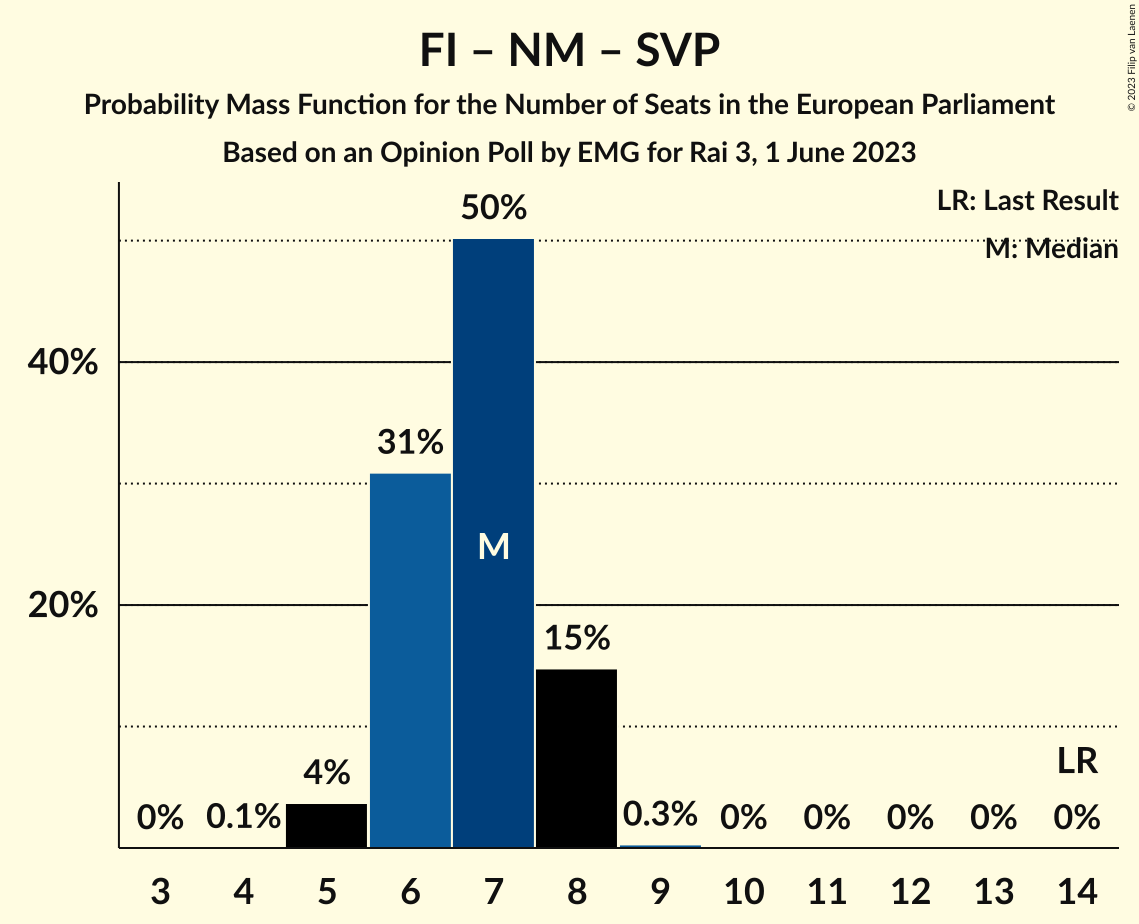 FI – NM – SVP
Probability Mass Function for the Number of Seats in the European Parliament
Based on an Opinion Poll by EMG for Rai 3, 1 June 2023
© 2023 Filip van Laenen
LR: Last Result
M: Median
50%
40%
31%
M
20%
15%
4%
LR
0% 0.1% 0.3% 0% 0% 0% 0% 0%
3 4 5 6 7 8 9 10 11 12 13 14